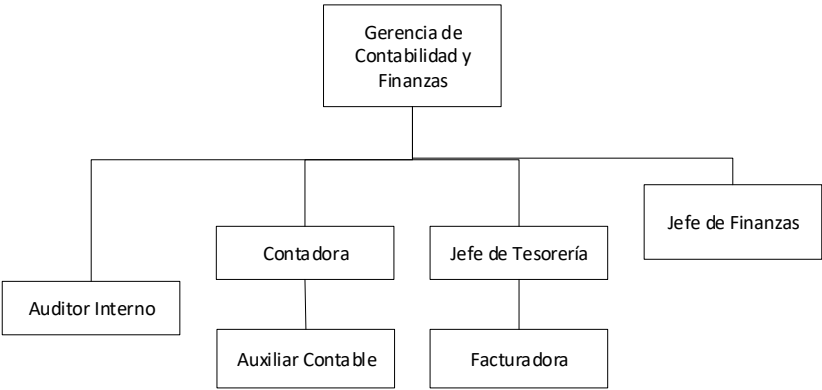 Gerencia de
Contabilidad y
Finanzas
Jefe de Finanzas
Contadora
Jefe de Tesorería
Auditor Interno
Auxiliar Contable
Facturadora